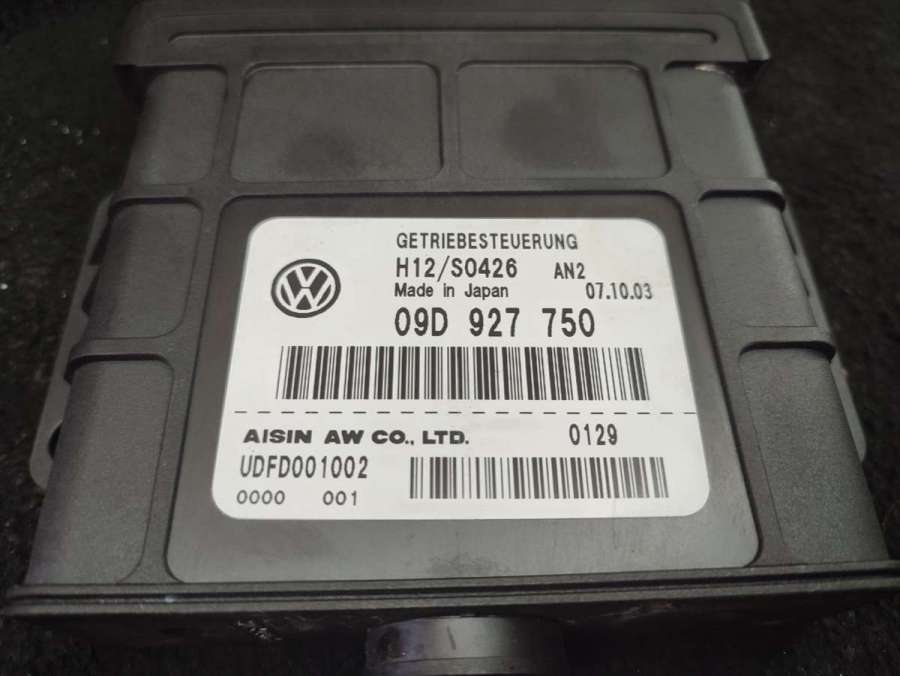 GETRIEBESTEUERUNG
H12/S0426 AN2
Made in Japan 07.10.03
09D 927 750
AISIN AW CO., LTD. 0129
UDFD001002
0000 001